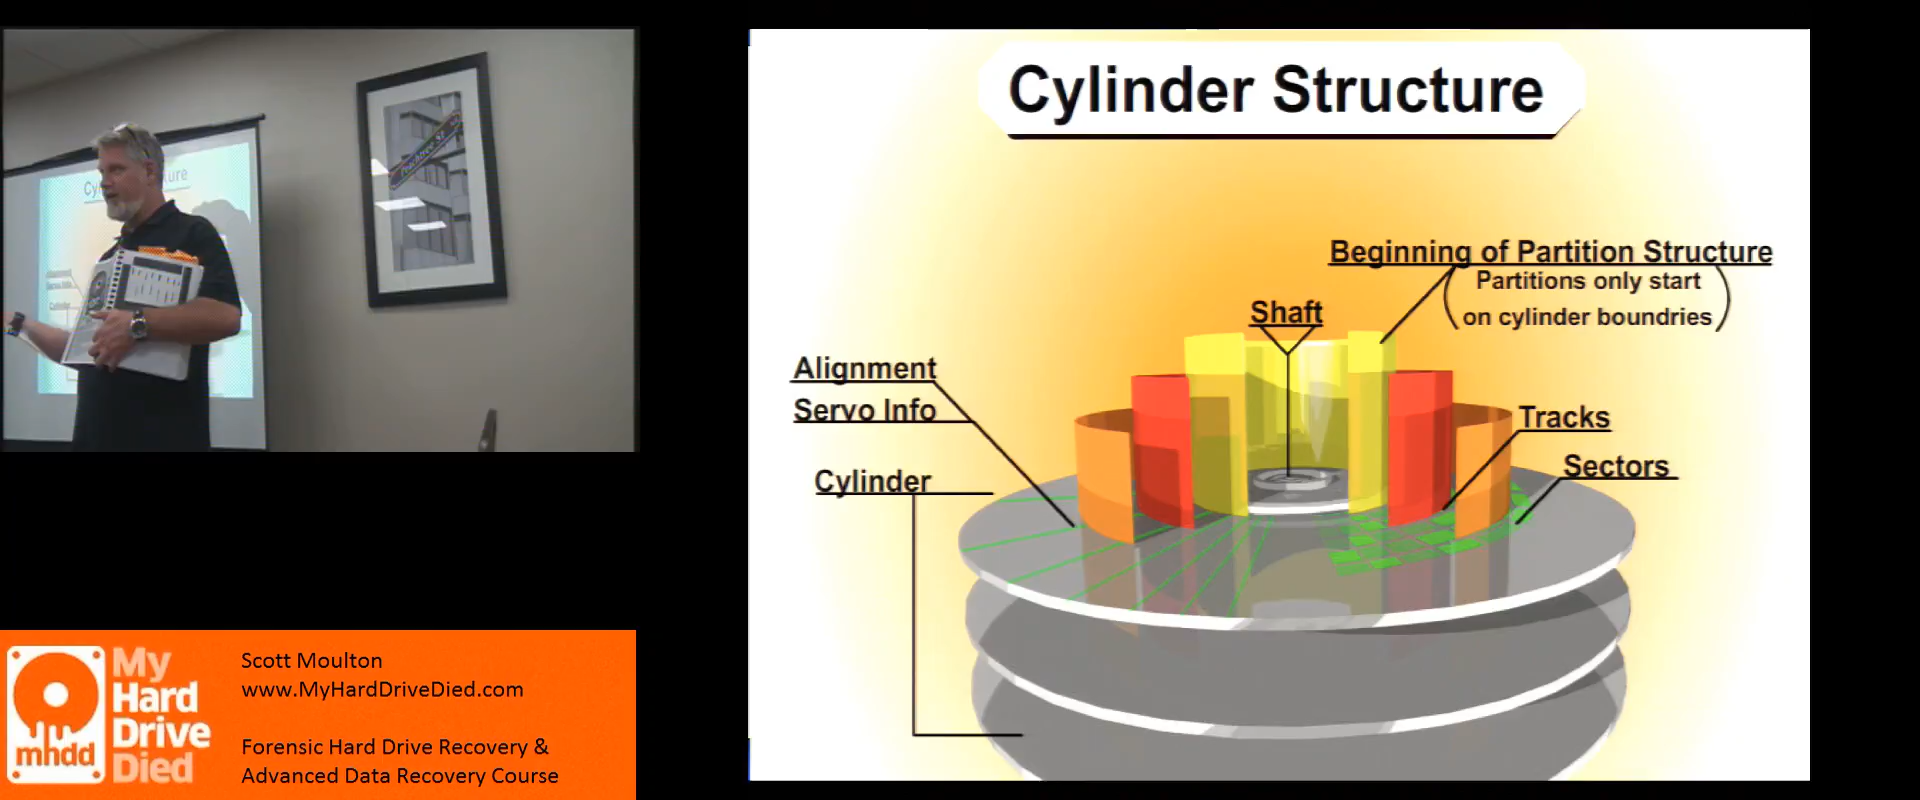 Cylinder Structure
Beginning of Partition Structure
Partitions only start
on cylinder boundries
Shaft
Alignment
Servo Info
Cylinder
Tracks
Sectors
My
Hard
Drive
Died
mhdd
Scott Moulton
www.MyHardDriveDied.com
Forensic Hard Drive Recovery &
Advanced Data Recovery Course